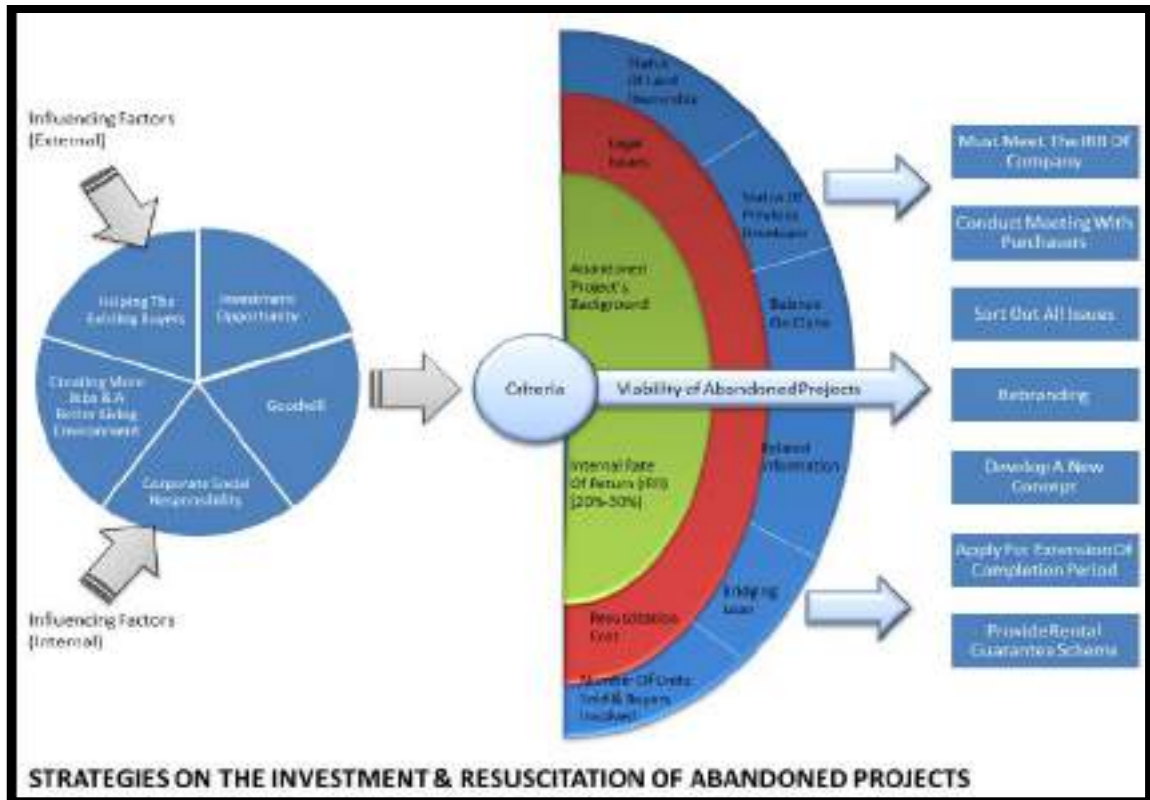 Influencing Factors
(External)
Helping The
Existing Buyers
Investment
Opportunity
Creating More
Jobs & A
Better Living
Environment
Goodwill
Corporate Social
Responsibility
Influencing Factors
(Internal)
Criteria
Viability of Abandoned Projects
Status
Of Land
Ownership
Legal
Issues
Status Of
Previous
Developer
Abandoned
Project's
Background
Balance
On Claim
Internal Rate
Of Return (IRR)
(20%-30%)
Related
Information
Bridging
Loan
Resuscitation
Cost
Number Of Units
Sold & Buyers
Involved
Must Meet The IRR Of
Company
Conduct Meeting With
Purchasers
Sort Out All Issues
Rebranding
Develop A New
Concept
Apply For Extension Of
Completion Period
Provide Rental
Guarantee Scheme
STRATEGIES ON THE INVESTMENT & RESUSCITATION OF ABANDONED PROJECTS